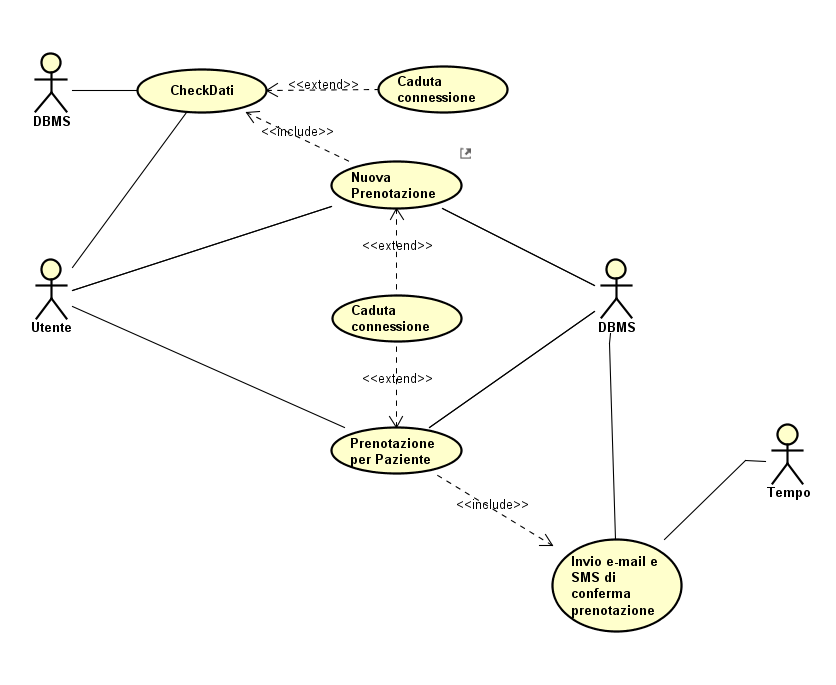 DBMS
CheckDati
<<extend>>
Caduta
connessione
<<include>>
Nuova
Prenotazione
<<extend>>
Utente
Caduta
connessione
DBMS
<<extend>>
Prenotazione
per Paziente
Tempo
<<include>>
Invio e-mail e
SMS di
conferma
prenotazione